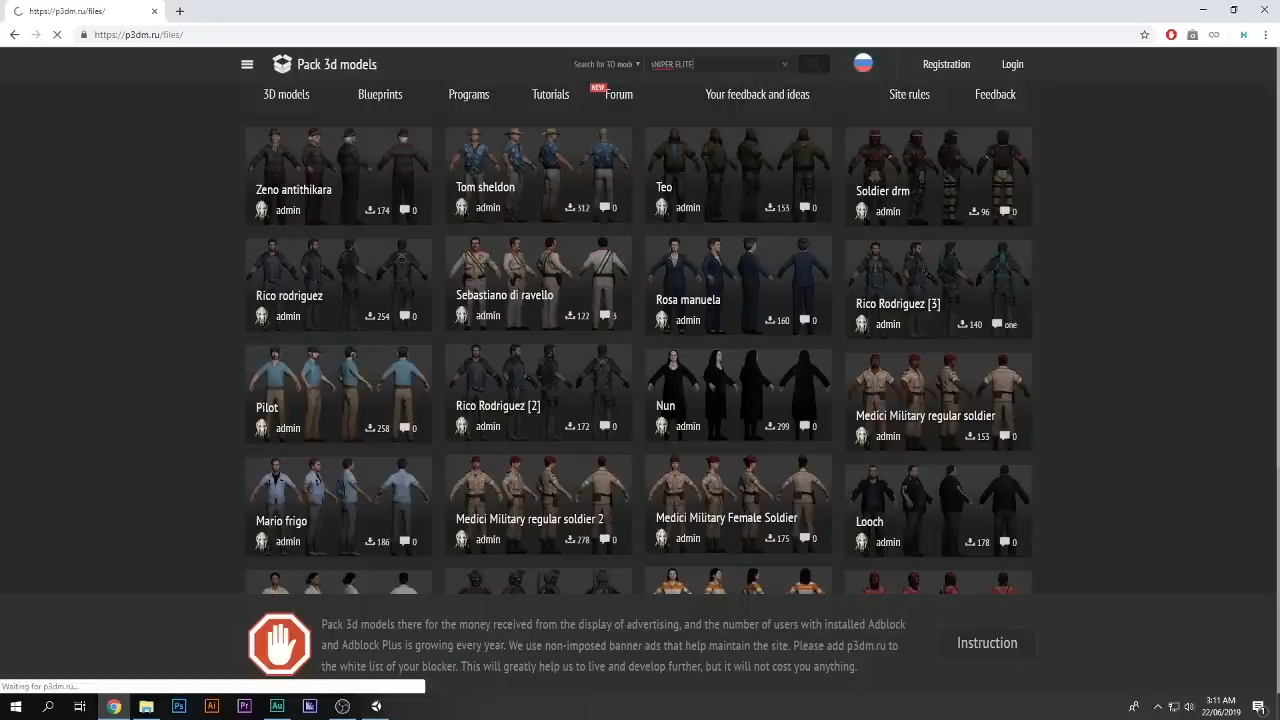 p3dm.ru/files/
https://p3dm.ru/files/
Pack 3d models
Search for 3D mod
sNIPER ELITE
Registration
Login
3D models
Blueprints
Programs
Tutorials
NEW
Forum
Your feedback and ideas
Site rules
Feedback
Zeno antithikara
admin
174
0
Tom sheldon
admin
312
0
Teo
admin
153
0
Soldier drm
admin
96
0
Rico rodriguez
admin
254
0
Sebastiano di ravello
admin
122
3
Rosa manuela
admin
160
0
Rico Rodriguez [3]
admin
140
one
Pilot
admin
258
0
Rico Rodriguez [2]
admin
172
0
Nun
admin
299
0
Medici Military regular soldier
admin
153
0
Mario frigo
admin
186
0
Medici Military regular soldier 2
admin
278
0
Medici Military Female Soldier
admin
175
0
Looch
admin
178
0
Pack 3d models there for the money received from the display of advertising, and the number of users with installed Adblock
and Adblock Plus is growing every year. We use non-imposed banner ads that help maintain the site. Please add p3dm.ru to
the white list of your blocker. This will greatly help us to live and develop further, but it will not cost you anything.
Instruction
Waiting for p3dm.ru...
Ps
Ai
Pr
Au
3:11 AM
22/06/2019